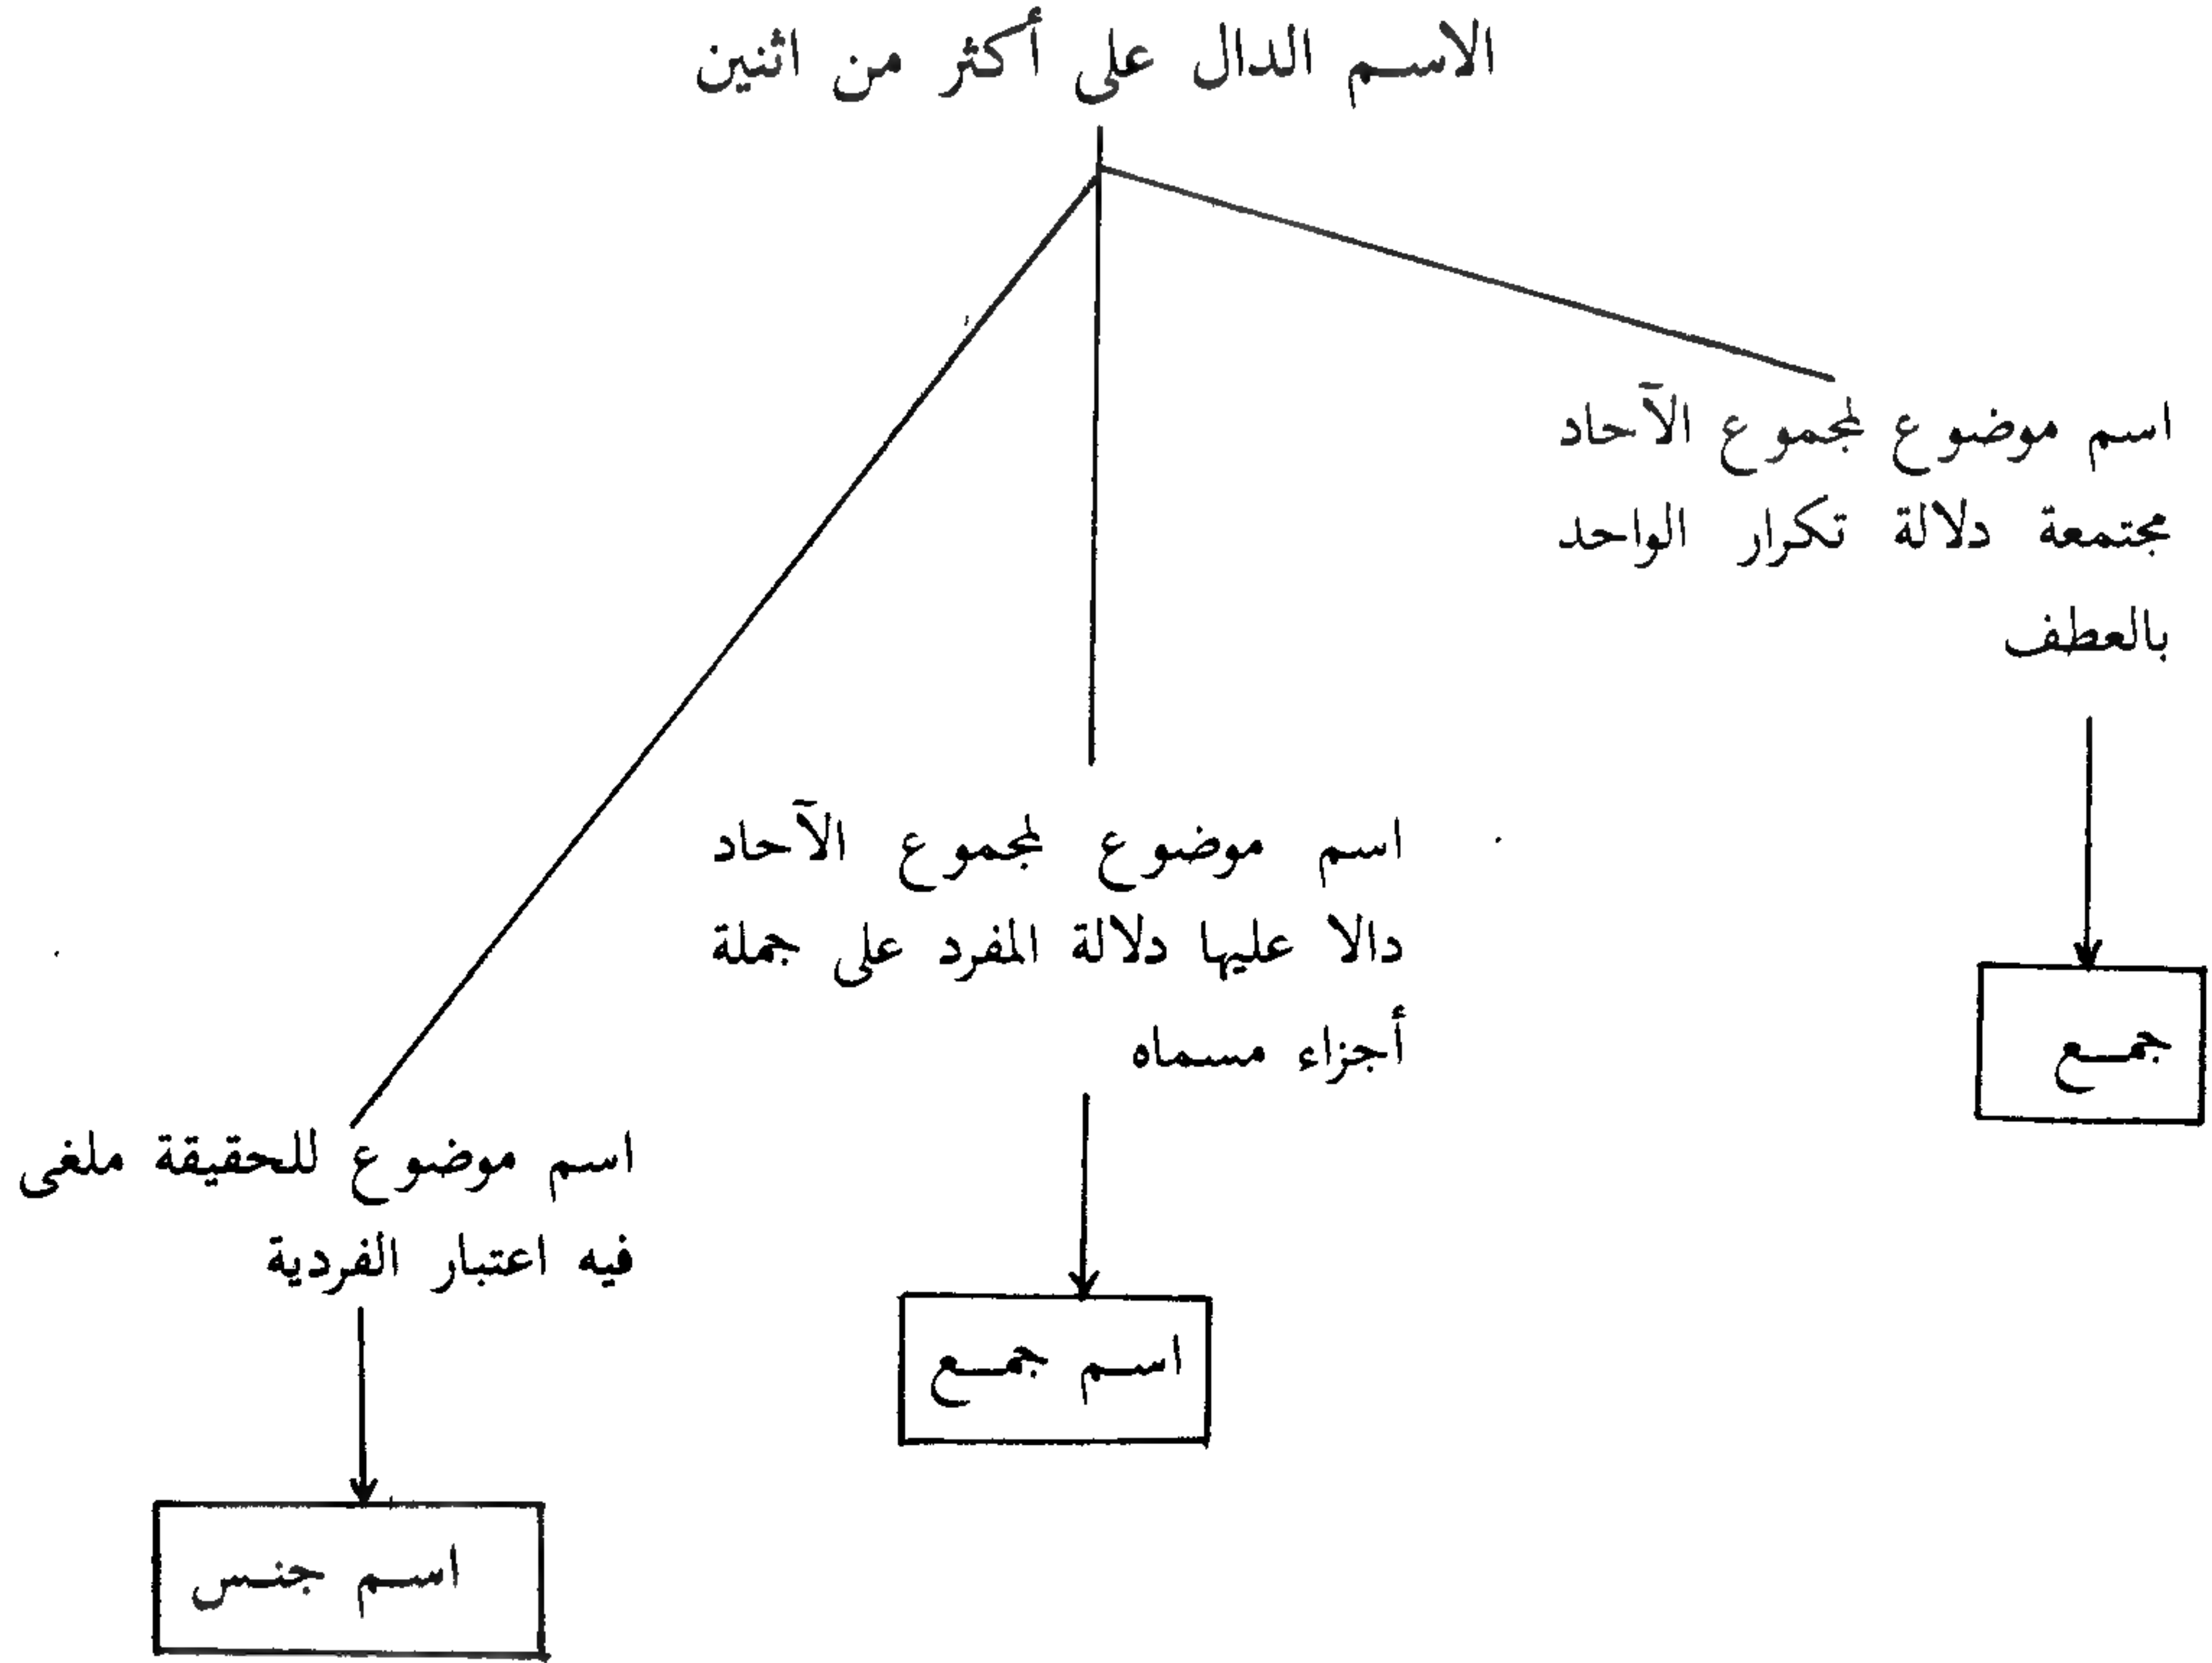 الاسم الدال على أكثر من اثنين
اسم موضوع لمجموع الآحاد
مجتمعة دلالة تكرار الواحد
بالعطف
جمع
اسم موضوع لمجموع الآحاد
دالا عليها دلالة المفرد على جملة
أجزاء مسماه
اسم جمع
اسم موضوع للحقيقة ملغى
فيه اعتبار الفردية
اسم جنس